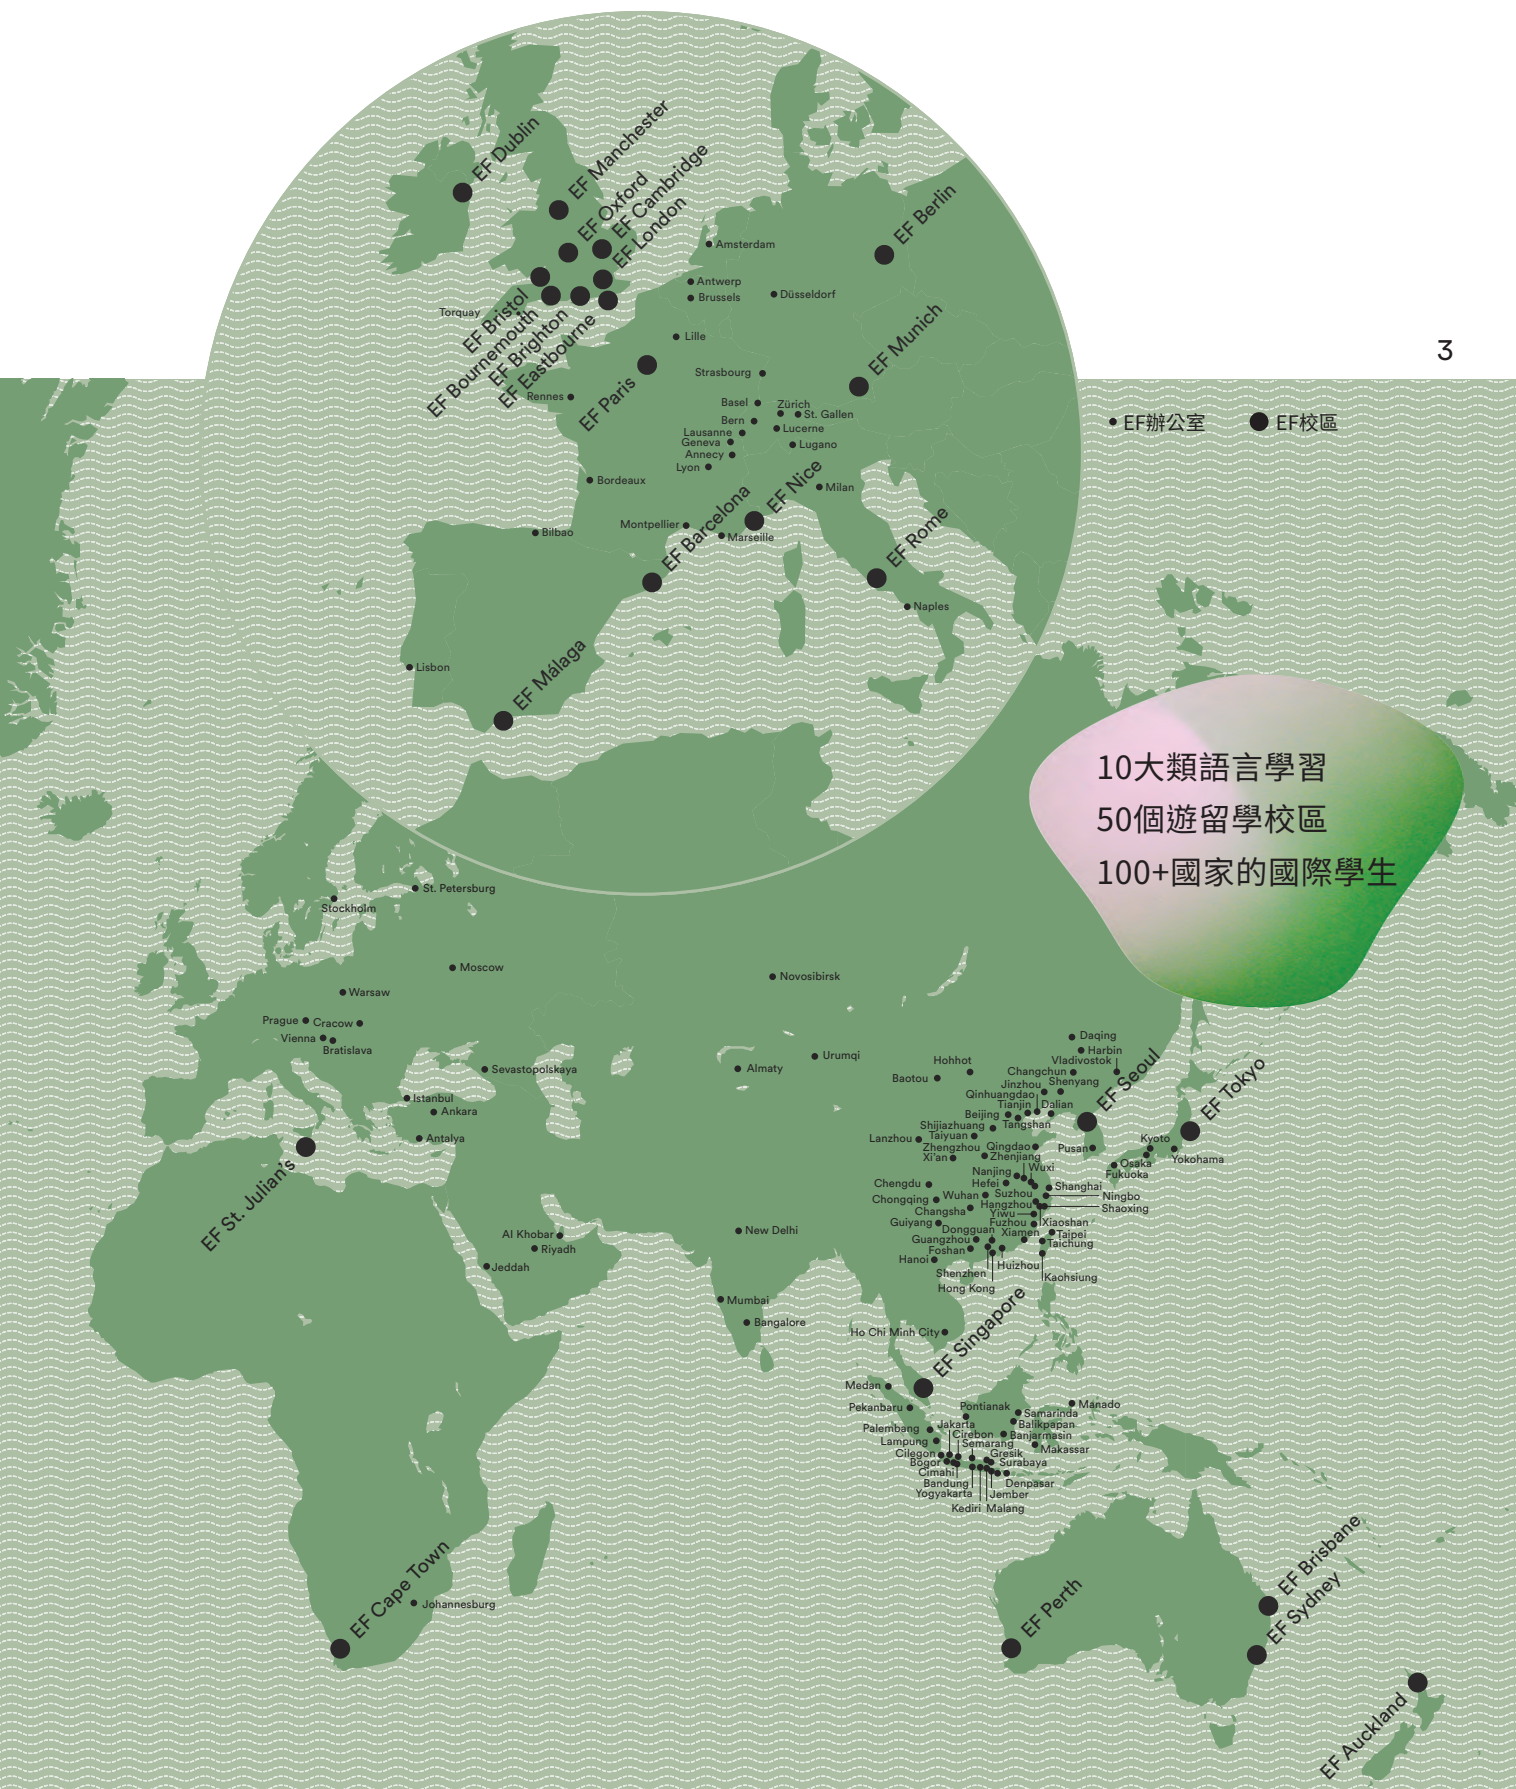 EF Dublin
EF Manchester
EF Oxford
EF Cambridge
EF London
EF Berlin
Amsterdam
Antwerp
Brussels
Düsseldorf
Torquay
EF Bristol
EF Bournemouth
EF Brighton
EF Eastbourne
EF Munich
Lille
3
EF Paris
Strasbourg
Rennes
Basel
Zürich
St. Gallen
EF辦公室
EF校區
Bern
Lucerne
Lausanne
Geneva
Lugano
Annecy
Lyon
Bordeaux
EF Nice
Milan
EF Barcelona
Montpellier
Marseille
Bilbao
EF Rome
Naples
Lisbon
EF Málaga
10大類語言學習
50個遊留學校區
100+國家的國際學生
St. Petersburg
Stockholm
Moscow
Novosibirsk
Warsaw
Prague
Cracow
Vienna
Bratislava
Sevastopolskaya
Almaty
Urumqi
Istanbul
Ankara
Antalya
EF St. Julian's
Daqing
Harbin
Vladivostok
Hohhot
Changchun
Baotou
Shenyang
Jinzhou
Qinhuangdao
Tianjin
Dalian
EF Seoul
EF Tokyo
Beijing
Tangshan
Shijiazhuang
Taiyuan
Lanzhou
Zhengzhou
Qingdao
Pusan
Kyoto
Xi'an
Zhenjiang
Osaka
Yokohama
Fukuoka
Nanjing
Wuxi
Chengdu
Hefei
Shanghai
Chongqing
Wuhan
Suzhou
Ningbo
Changsha
Hangzhou
Shaoxing
Yiwu
Guiyang
Fuzhou
Xiaoshan
Dongguan
Xiamen
Taipei
Guangzhou
Taichung
Foshan
Hanoi
Huizhou
Shenzhen
Kaohsiung
Hong Kong
New Delhi
Al Khobar
Riyadh
Jeddah
Mumbai
Bangalore
Ho Chi Minh City
EF Singapore
Medan
Pekanbaru
Pontianak
Manado
Samarinda
Palembang
Jakarta
Balikpapan
Cirebon
Banjarmasin
Lampung
Semarang
Makassar
Cilegon
Gresik
Bogor
Surabaya
Cimahi
Bandung
Denpasar
Yogyakarta
Jember
Kediri
Malang
EF Cape Town
Johannesburg
EF Perth
EF Brisbane
EF Sydney
EF Auckland